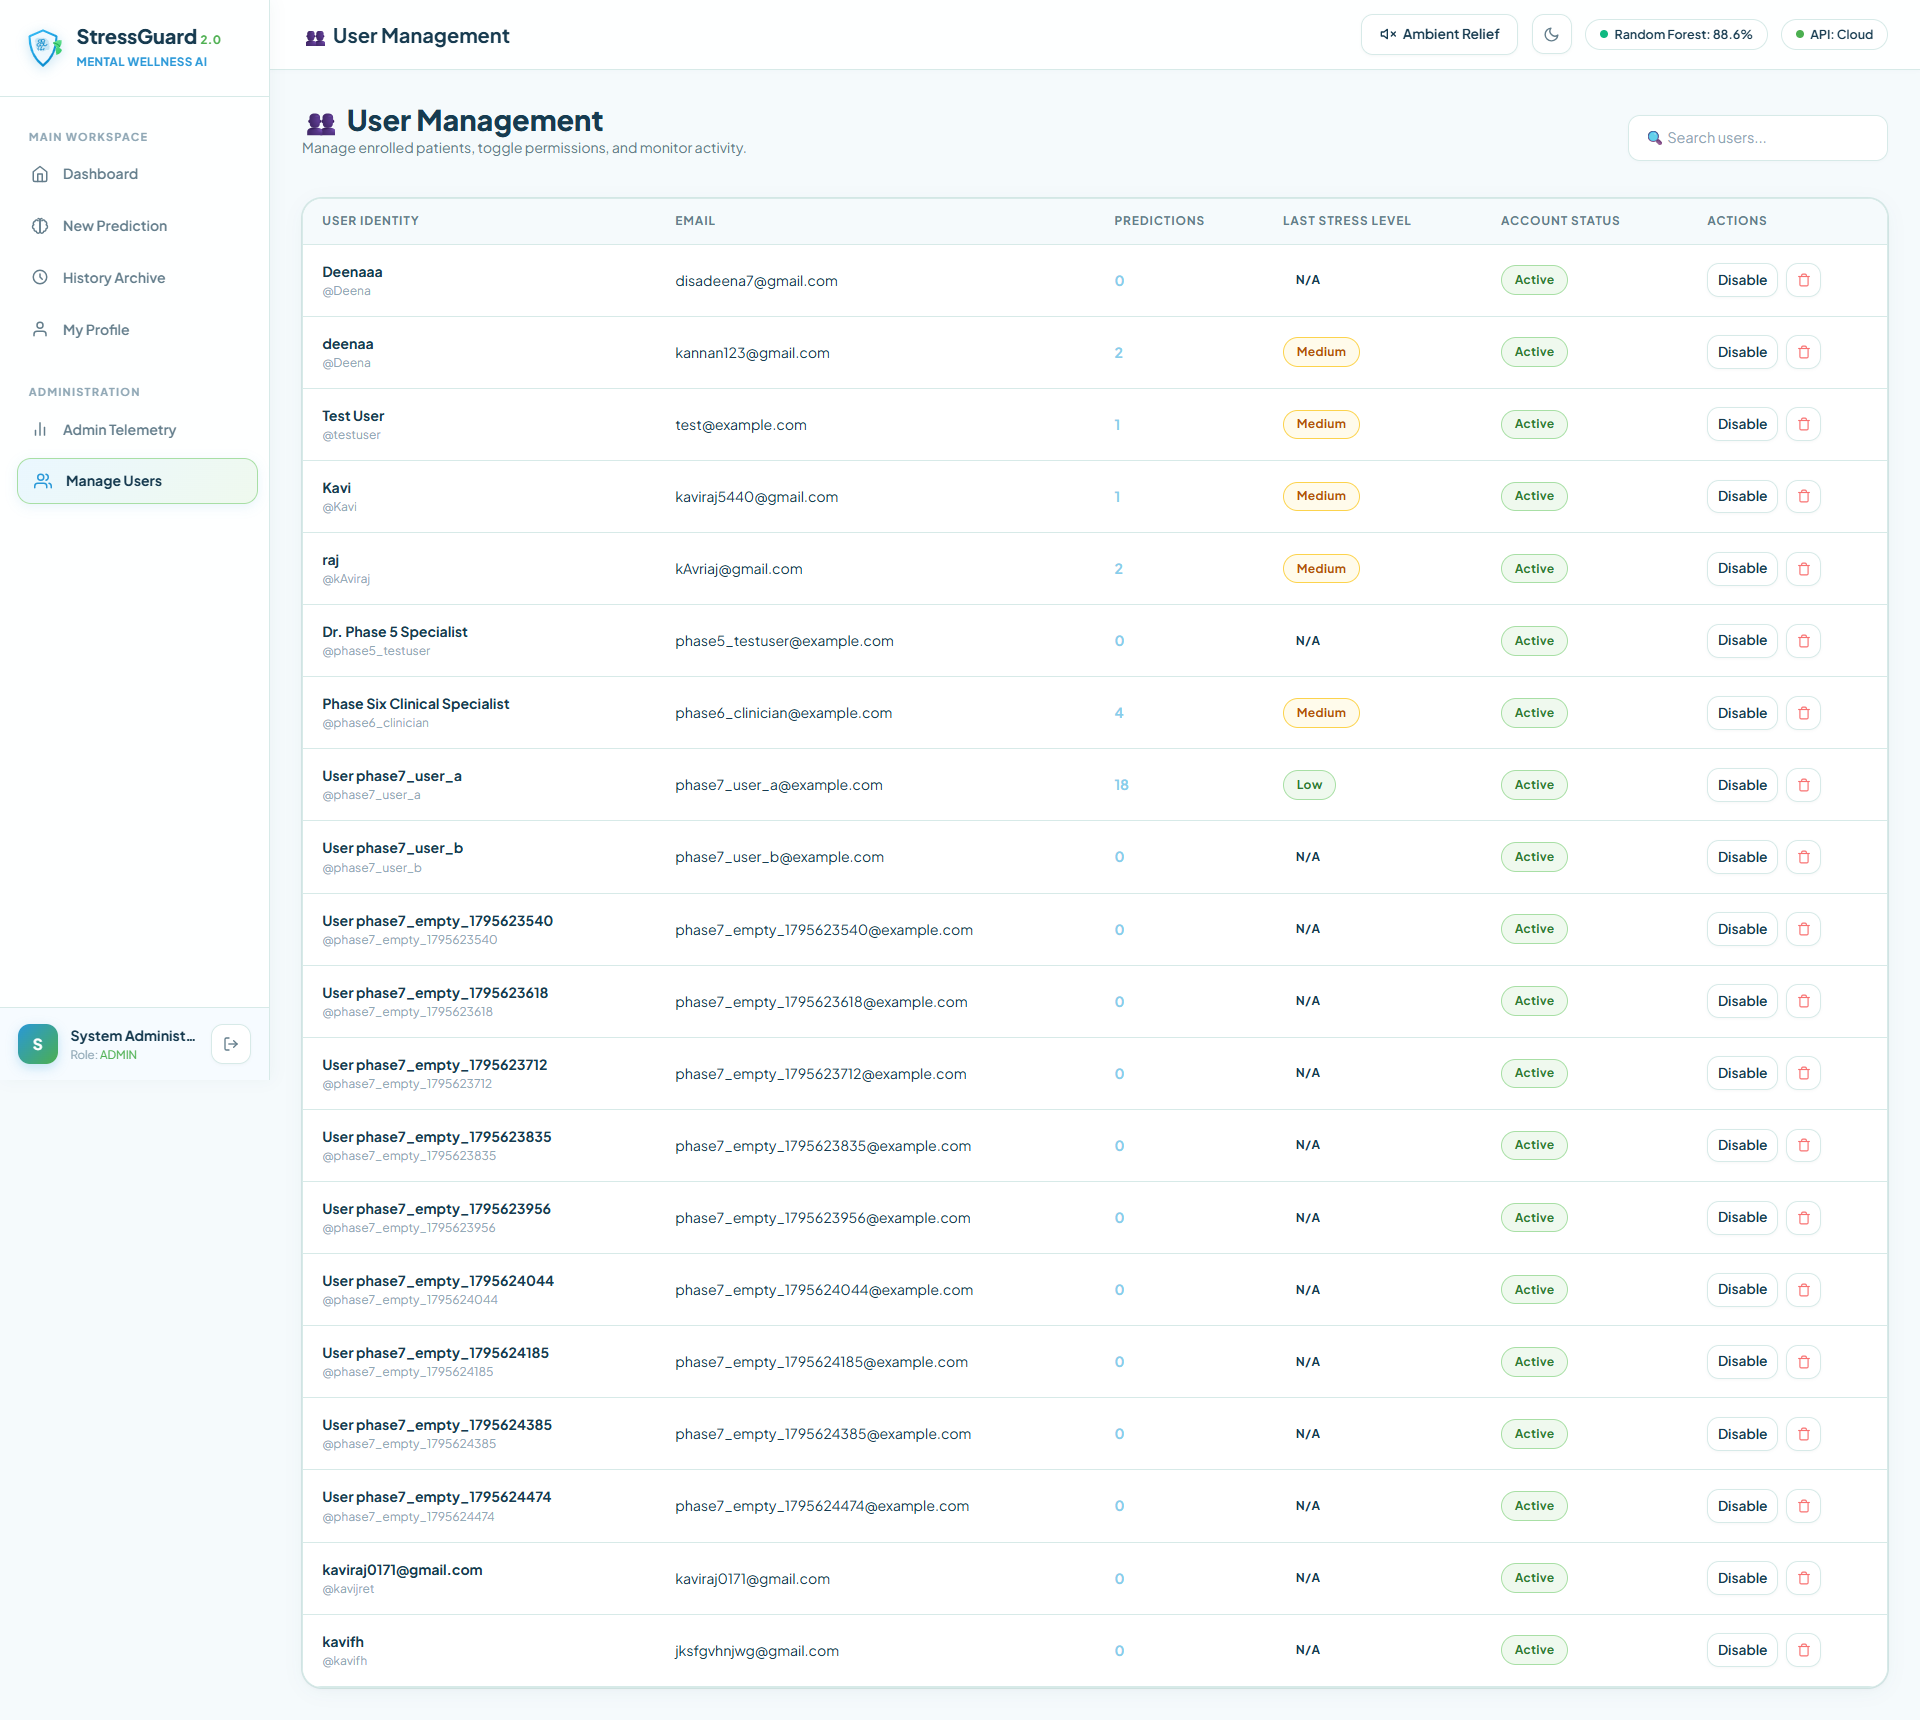 StressGuard 2.0
MENTAL WELLNESS AI
MAIN WORKSPACE
Dashboard
New Prediction
History Archive
My Profile
ADMINISTRATION
Admin Telemetry
Manage Users
S
System Administ...
Role: ADMIN
User Management
Ambient Relief
Random Forest: 88.6%
API: Cloud
User Management
Manage enrolled patients, toggle permissions, and monitor activity.
Search users...
USER IDENTITY EMAIL PREDICTIONS LAST STRESS LEVEL ACCOUNT STATUS ACTIONS
Deenaaa
@Deena
disadeena7@gmail.com 0 N/A Active Disable
deenaa
@Deena
kannan123@gmail.com 2 Medium Active Disable
Test User
@testuser
test@example.com 1 Medium Active Disable
Kavi
@Kavi
kaviraj5440@gmail.com 1 Medium Active Disable
raj
@kAviraj
kAvriaj@gmail.com 2 Medium Active Disable
Dr. Phase 5 Specialist
@phase5_testuser
phase5_testuser@example.com 0 N/A Active Disable
Phase Six Clinical Specialist
@phase6_clinician
phase6_clinician@example.com 4 Medium Active Disable
User phase7_user_a
@phase7_user_a
phase7_user_a@example.com 18 Low Active Disable
User phase7_user_b
@phase7_user_b
phase7_user_b@example.com 0 N/A Active Disable
User phase7_empty_1795623540
@phase7_empty_1795623540
phase7_empty_1795623540@example.com 0 N/A Active Disable
User phase7_empty_1795623618
@phase7_empty_1795623618
phase7_empty_1795623618@example.com 0 N/A Active Disable
User phase7_empty_1795623712
@phase7_empty_1795623712
phase7_empty_1795623712@example.com 0 N/A Active Disable
User phase7_empty_1795623835
@phase7_empty_1795623835
phase7_empty_1795623835@example.com 0 N/A Active Disable
User phase7_empty_1795623956
@phase7_empty_1795623956
phase7_empty_1795623956@example.com 0 N/A Active Disable
User phase7_empty_1795624044
@phase7_empty_1795624044
phase7_empty_1795624044@example.com 0 N/A Active Disable
User phase7_empty_1795624185
@phase7_empty_1795624185
phase7_empty_1795624185@example.com 0 N/A Active Disable
User phase7_empty_1795624385
@phase7_empty_1795624385
phase7_empty_1795624385@example.com 0 N/A Active Disable
User phase7_empty_1795624474
@phase7_empty_1795624474
phase7_empty_1795624474@example.com 0 N/A Active Disable
kaviraj0171@gmail.com
@kavijret
kaviraj0171@gmail.com 0 N/A Active Disable
kavifh
@kavifh
jksfgvhnjwg@gmail.com 0 N/A Active Disable